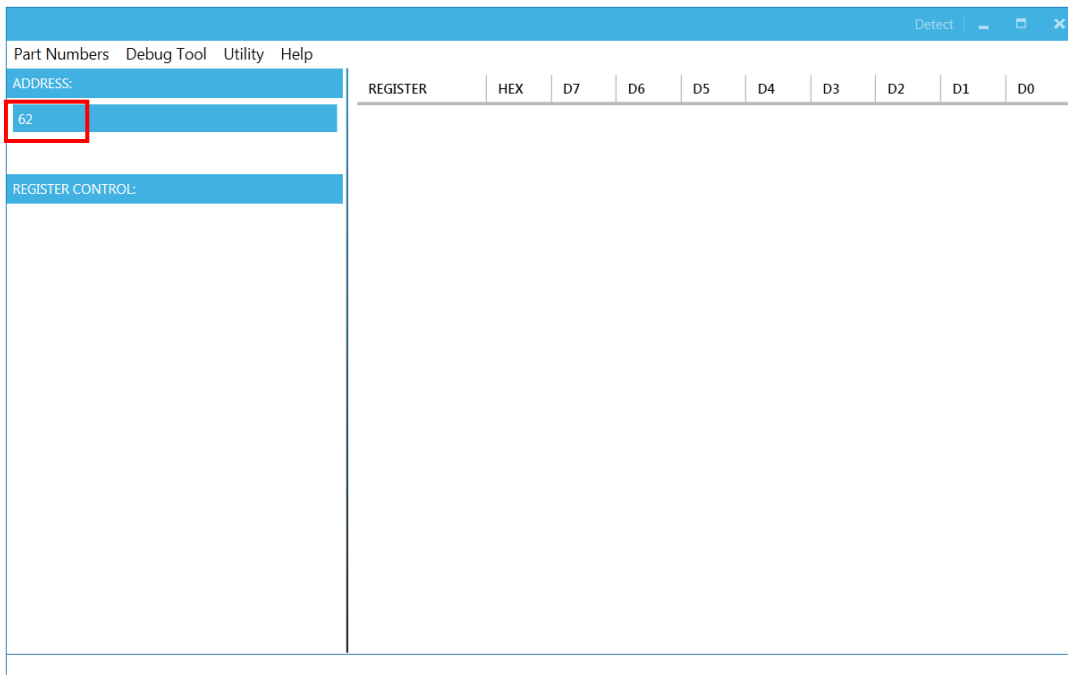 Detect
Part Numbers Debug Tool Utility Help
ADDRESS:
62
REGISTER CONTROL:
REGISTER HEX D7 D6 D5 D4 D3 D2 D1 D0